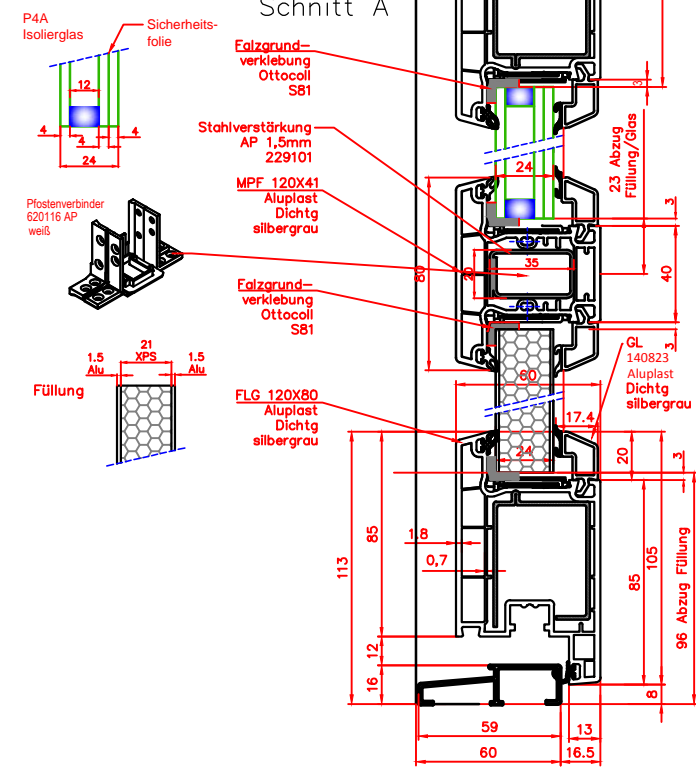 Schnitt A
P4A
Isolierglas
Sicherheits-
folie
12
4
4
4
4
24
Falzgrund-
verklebung
Ottocoll
S81
Stahlverstärkung
AP 1,5mm
229101
MPF 120X41
Aluplast
Dichtg
silbergrau
Pfostenverbinder
620116 AP
weiß
Falzgrund-
verklebung
Ottocoll
S81
21
XPS
1.5
Alu
1.5
Alu
Füllung
FLG 120X80
Aluplast
Dichtg
silbergrau
3
23 Abzug
Füllung/Glas
24
3
35
20
80
40
3
60
GL
140823
Aluplast
Dichtg
silbergrau
17.4
24
20
3
1,8
0,7
85
113
12
16
85
105
96 Abzug Füllung
8
59
13
60
16.5